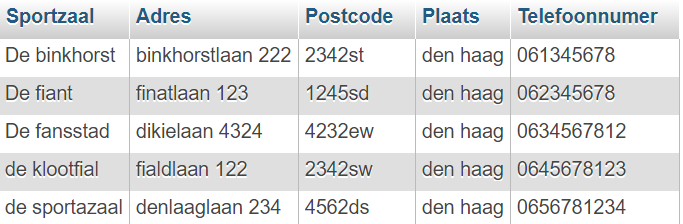 Sportzaal Adres Postcode Plaats Telefoonnumer
De binkhorst binkhorstlaan 222 2342st den haag 061345678
De fiant finatlaan 123 1245sd den haag 062345678
De fansstad dikielaan 4324 4232ew den haag 0634567812
de klootfial fialdlaan 122 2342sw den haag 0645678123
de sportazaal denlaaglaan 234 4562ds den haag 0656781234